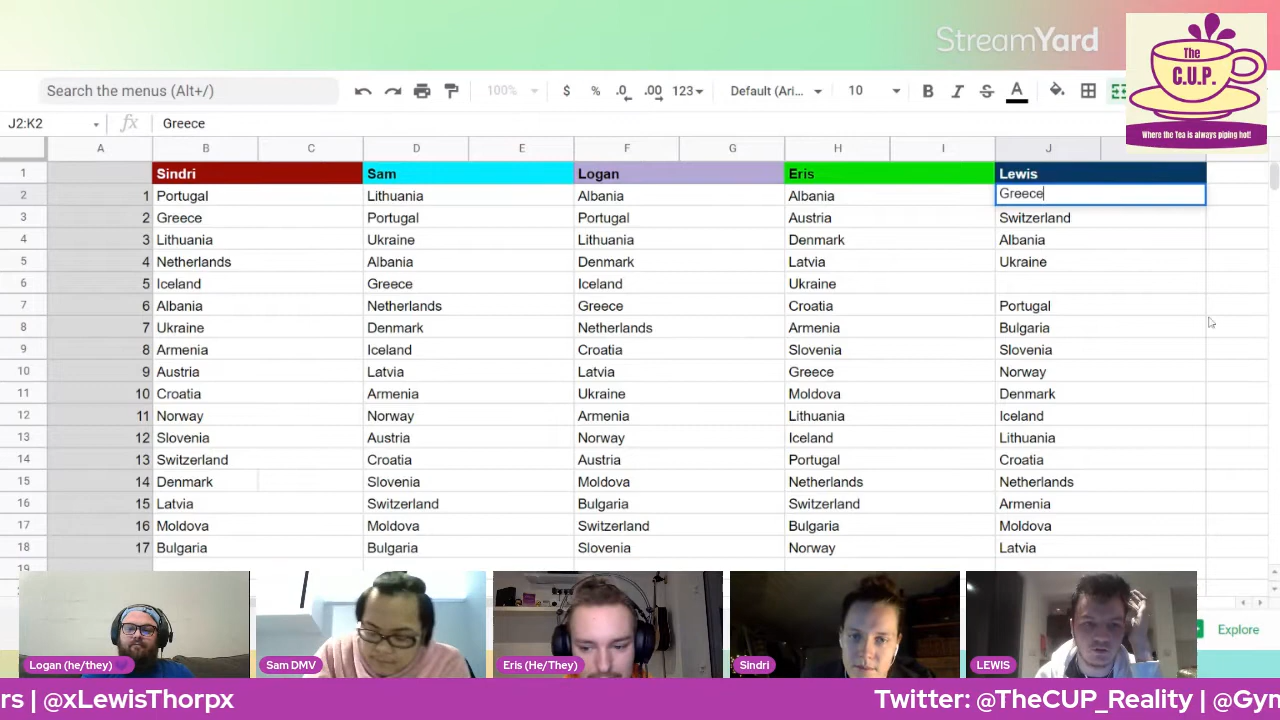 StreamYard
The
C.U.P.
Where the Tea is always piping hot!
Search the menus (Alt+/) 100% $ % .0 .00 123 Default (Ari... 10 B I S A
J2:K2 fx Greece
A B C D E F G H I J
1 Sindri Sam Logan Eris Lewis
2 1 Portugal Lithuania Albania Albania Greece
3 2 Greece Portugal Portugal Austria Switzerland
4 3 Lithuania Ukraine Lithuania Denmark Albania
5 4 Netherlands Albania Denmark Latvia Ukraine
6 5 Iceland Greece Iceland Ukraine
7 6 Albania Netherlands Greece Croatia Portugal
8 7 Ukraine Denmark Netherlands Armenia Bulgaria
9 8 Armenia Iceland Croatia Slovenia Slovenia
10 9 Austria Latvia Latvia Greece Norway
11 10 Croatia Armenia Ukraine Moldova Denmark
12 11 Norway Norway Armenia Lithuania Iceland
13 12 Slovenia Austria Norway Iceland Lithuania
14 13 Switzerland Croatia Austria Portugal Croatia
15 14 Denmark Slovenia Moldova Netherlands Netherlands
16 15 Latvia Switzerland Bulgaria Switzerland Armenia
17 16 Moldova Moldova Switzerland Bulgaria Moldova
18 17 Bulgaria Bulgaria Slovenia Norway Latvia
19
Explore
Logan (he/they) Sam DMV Eris (He/They) Sindri LEWIS
rs | @xLewisThorpx Twitter: @TheCUP_Reality | @Gyn